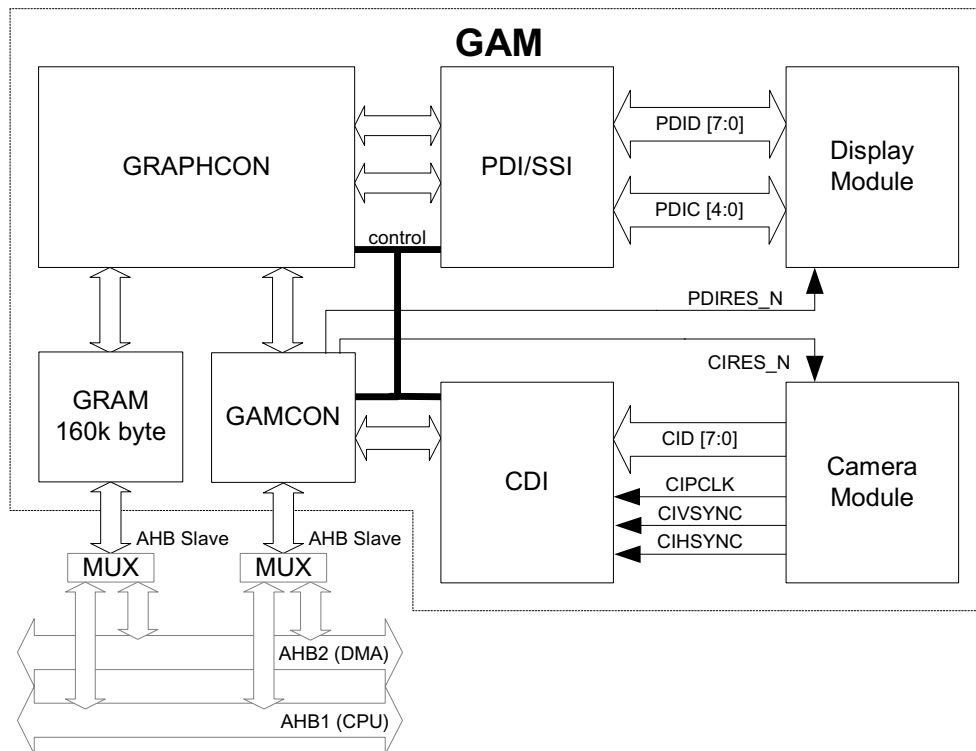 GAM
GRAPHCON
PDI/SSI
PDID [7:0]
PDIC [4:0]
Display
Module
control
PDIRES_N
CIRES_N
GRAM
160k byte
GAMCON
CDI
CID [7:0]
CIPCLK
CIVSYNC
CIHSYNC
Camera
Module
AHB Slave
AHB Slave
MUX
MUX
AHB2 (DMA)
AHB1 (CPU)